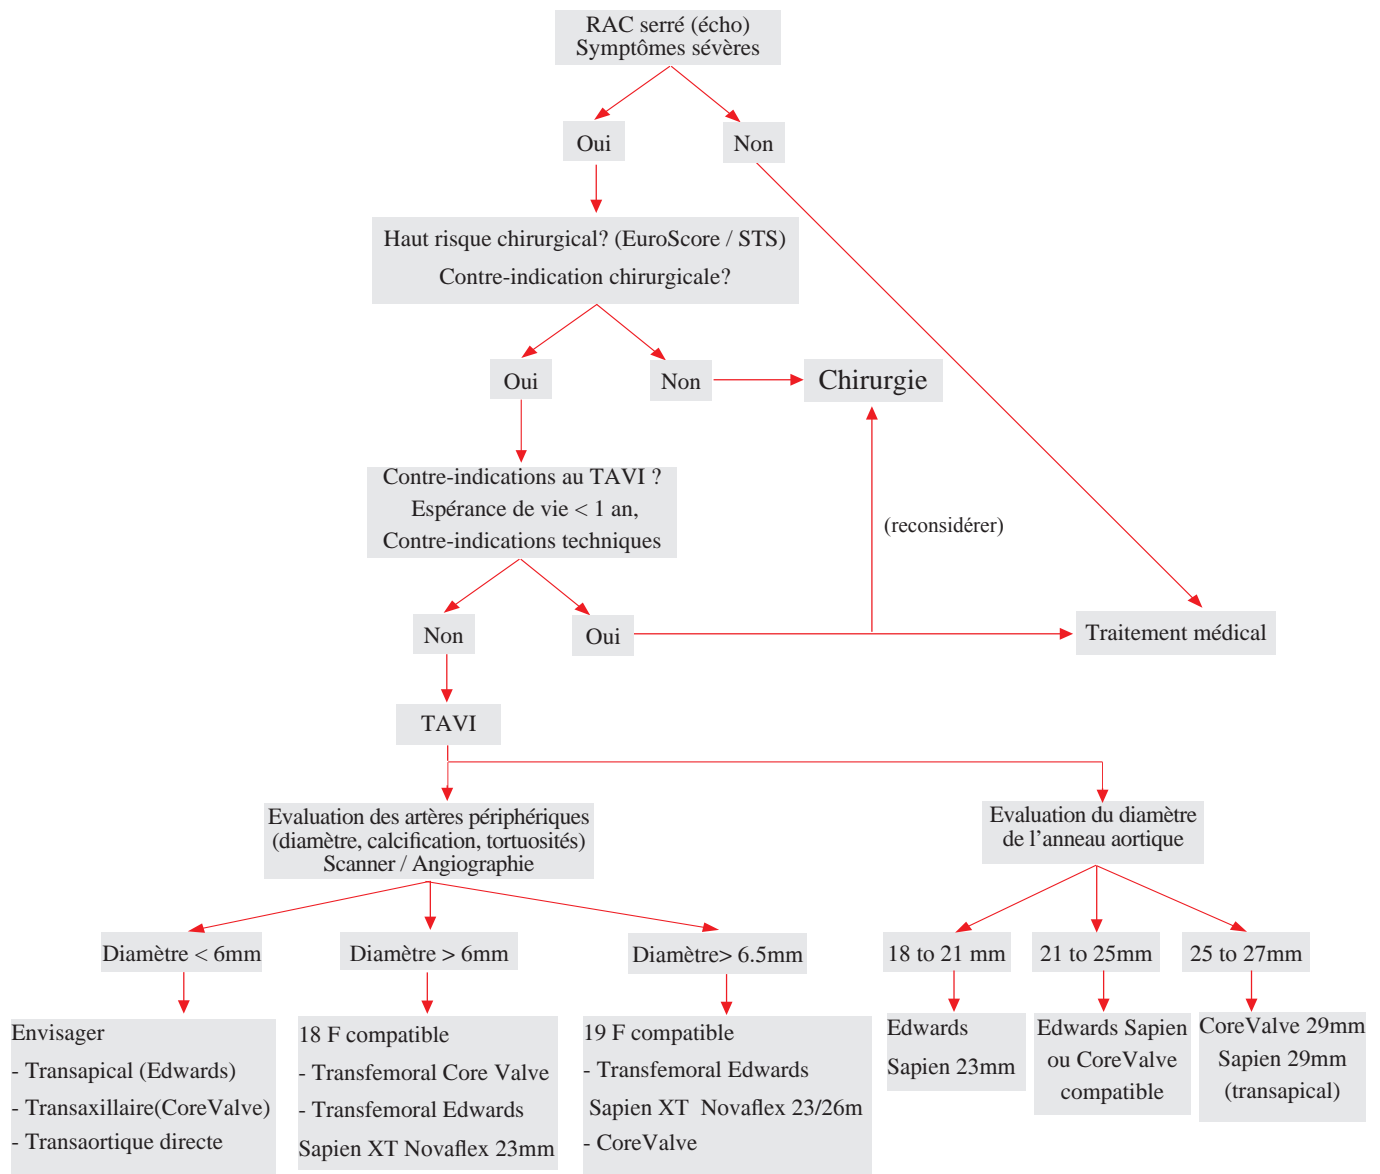 RAC serré (écho)
Symptômes sévères
Oui
Non
Haut risque chirurgical? (EuroScore / STS)
Contre-indication chirurgicale?
Oui
Non
Chirurgie
Contre-indications au TAVI ?
Espérance de vie < 1 an,
Contre-indications techniques
(reconsidérer)
Non
Oui
Traitement médical
TAVI
Evaluation des artères périphériques
(diamètre, calcification, tortuosités)
Scanner / Angiographie
Evaluation du diamètre
de l’anneau aortique
Diamètre < 6mm
Diamètre > 6mm
Diamètre> 6.5mm
18 to 21 mm
21 to 25mm
25 to 27mm
Envisager
- Transapical (Edwards)
- Transaxillaire(CoreValve)
- Transaortique directe
18 F compatible
- Transfemoral Core Valve
- Transfemoral Edwards
Sapien XT Novaflex 23mm
19 F compatible
- Transfemoral Edwards
Sapien XT Novaflex 23/26m
- CoreValve
Edwards
Sapien 23mm
Edwards Sapien
ou CoreValve
compatible
CoreValve 29mm
Sapien 29mm
(transapical)